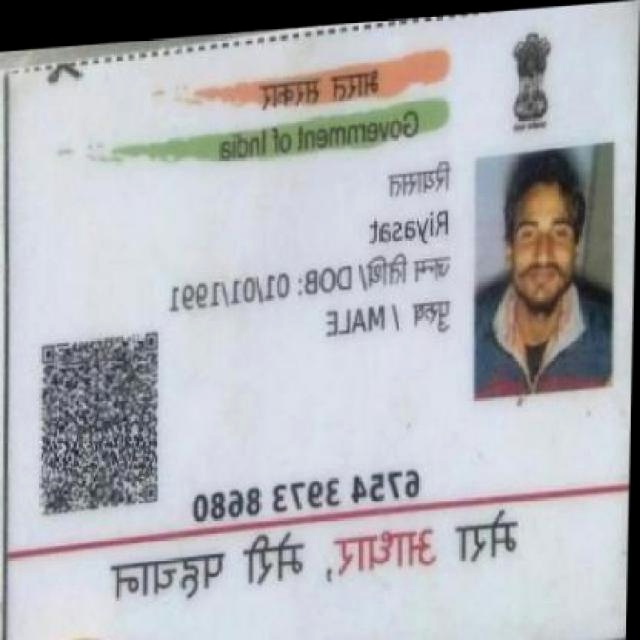 भारत सरकार
Government of India
रियासत
Riyasat
जन्म तिथि/ DOB: 01/01/1991
पुरुष / MALE
6754 3973 8680
मेरा आधार, मेरी पहचान